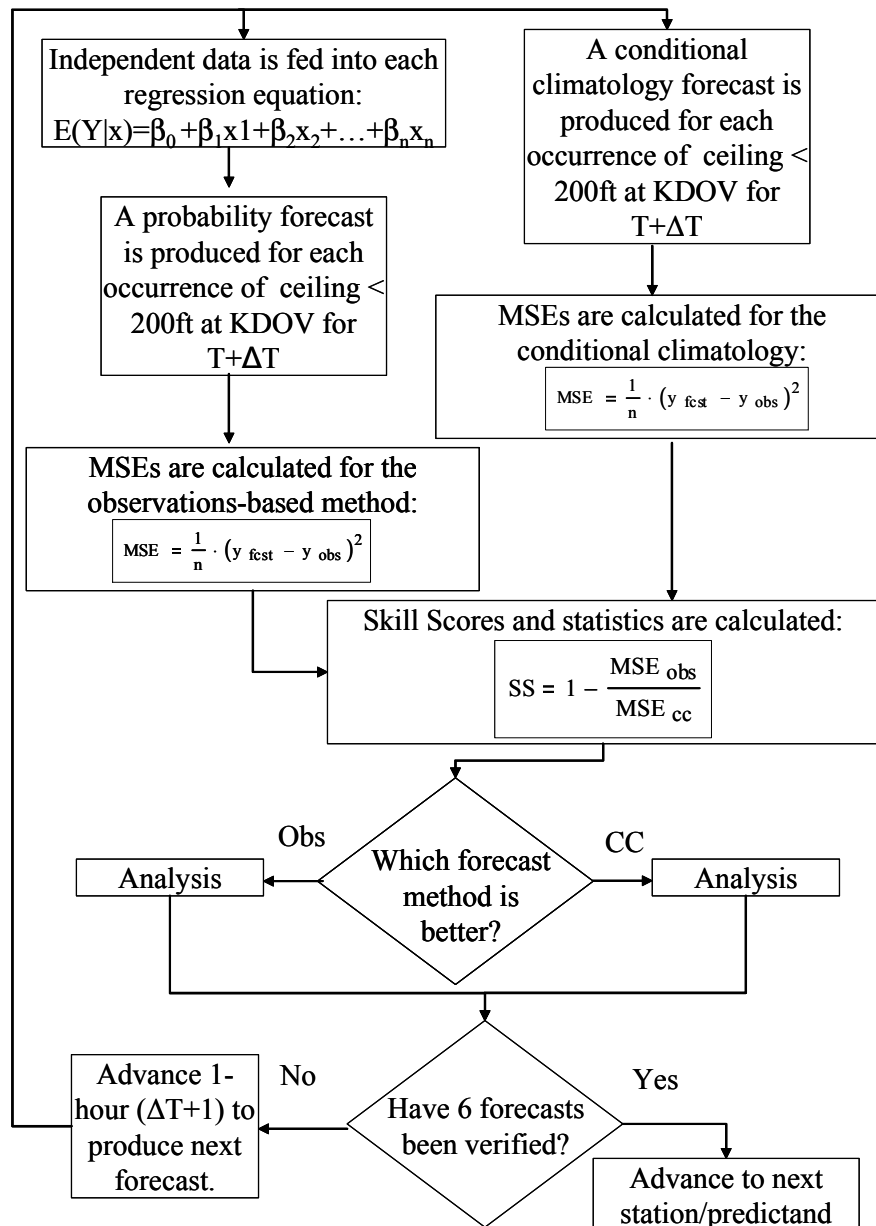 Independent data is fed into each
regression equation:
E(Y|x)=β₀+β₁x1+β₂x₂+…+βₙxₙ
A probability forecast
is produced for each
occurrence of ceiling <
200ft at KDOV for
T+ΔT
MSEs are calculated for the
observations-based method:
MSE = 1/n · (y fcst − y obs)²
A conditional
climatology forecast is
produced for each
occurrence of ceiling <
200ft at KDOV for
T+ΔT
MSEs are calculated for the
conditional climatology:
MSE = 1/n · (y fcst − y obs)²
Skill Scores and statistics are calculated:
SS = 1 − MSE obs / MSE cc
Which forecast
method is
better?
Obs
CC
Analysis
Analysis
Have 6 forecasts
been verified?
No
Yes
Advance 1-
hour (ΔT+1) to
produce next
forecast.
Advance to next
station/predictand